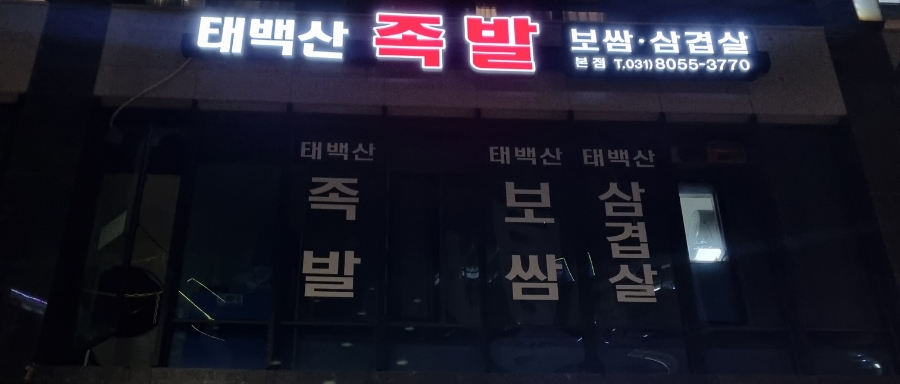 태백산 족발 보쌈·삼겹살
본점 T.031)8055-3770
태백산 태백산 태백산
족발 보쌈 삼겹살